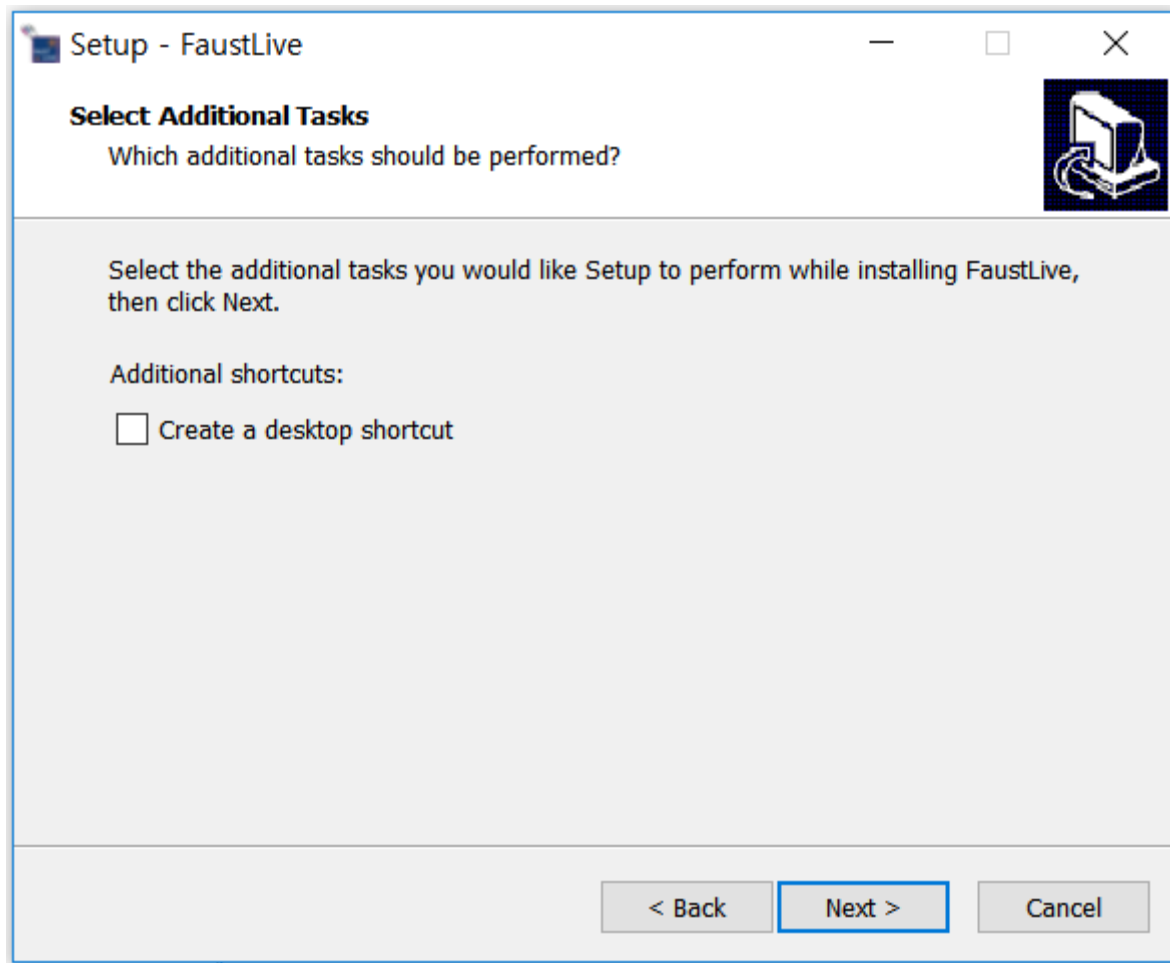 Setup - FaustLive
Select Additional Tasks
Which additional tasks should be performed?
Select the additional tasks you would like Setup to perform while installing FaustLive,
then click Next.
Additional shortcuts:
Create a desktop shortcut
< Back
Next >
Cancel